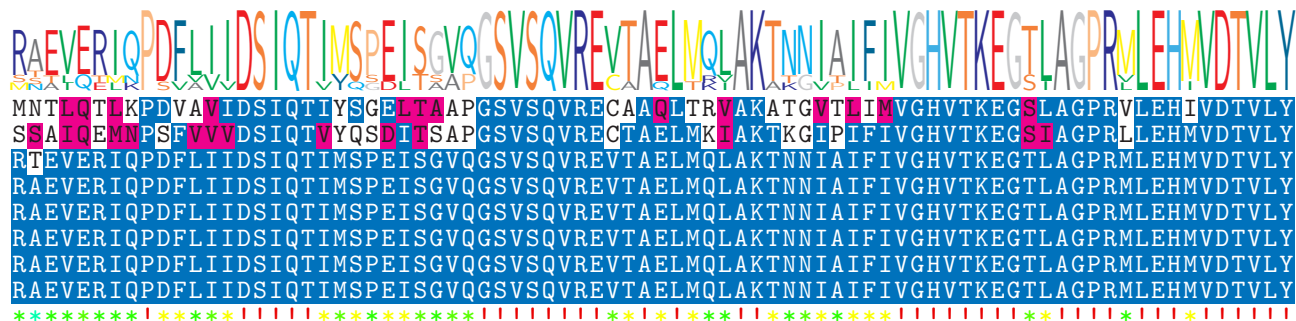 RAEVERIQPDFLIIDSIQTIMSPEISGVQGSVSQVREVTAELMQLAKTNNIAIFIVGHVTKEGTLAGPRMLEHMVDTVLY
MNTLQTLKPDVAVIDSIQTIYSGELTAAPGSVSQVRECAAQLTRVAKATGVTLIMVGHVTKEGSLAGPRVLEHIVDTVLY
SSAIQEMNPSFVVVDSIQTVYQSDITSAPGSVSQVRECTAELMKIAKTKGIPIFIVGHVTKEGSIAGPRLLEHMVDTVLY
RTEVERIQPDFLIIDSIQTIMSPEISGVQGSVSQVREVTAELMQLAKTNNIAIFIVGHVTKEGTLAGPRMLEHMVDTVLY
RAEVERIQPDFLIIDSIQTIMSPEISGVQGSVSQVREVTAELMQLAKTNNIAIFIVGHVTKEGTLAGPRMLEHMVDTVLY
RAEVERIQPDFLIIDSIQTIMSPEISGVQGSVSQVREVTAELMQLAKTNNIAIFIVGHVTKEGTLAGPRMLEHMVDTVLY
RAEVERIQPDFLIIDSIQTIMSPEISGVQGSVSQVREVTAELMQLAKTNNIAIFIVGHVTKEGTLAGPRMLEHMVDTVLY
RAEVERIQPDFLIIDSIQTIMSPEISGVQGSVSQVREVTAELMQLAKTNNIAIFIVGHVTKEGTLAGPRMLEHMVDTVLY
RAEVERIQPDFLIIDSIQTIMSPEISGVQGSVSQVREVTAELMQLAKTNNIAIFIVGHVTKEGTLAGPRMLEHMVDTVLY
********!*****!!!!!**********!!!!!!!!**!*!***!!********!!!!!!!!**!!!!*!!!*!!!!!!